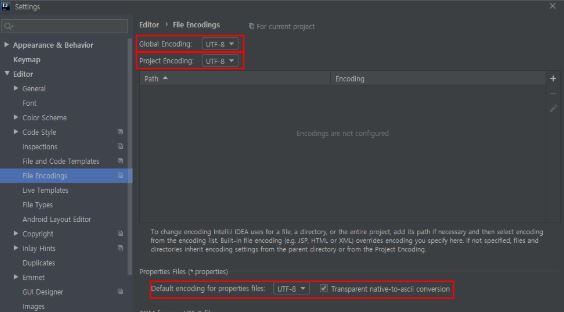 Settings
Editor › File Encodings
For current project
Appearance & Behavior
Keymap
Editor
General
Font
Color Scheme
Code Style
Inspections
File and Code Templates
File Encodings
Live Templates
File Types
Android Layout Editor
Copyright
Inlay Hints
Duplicates
Emmet
GUI Designer
Images
Global Encoding: UTF-8
Project Encoding: UTF-8
Path Encoding
Encodings are not configured
To change encoding IntelliJ IDEA uses for a file, a directory, or the entire project, add its path if necessary and then select encoding
from the encoding list. Built-in file encoding (e.g. JSP, HTML or XML) overrides encoding you specify here. If not specified, files and
directories inherit encoding settings from the parent directory or from the Project Encoding.
Properties Files (*.properties)
Default encoding for properties files: UTF-8 Transparent native-to-ascii conversion